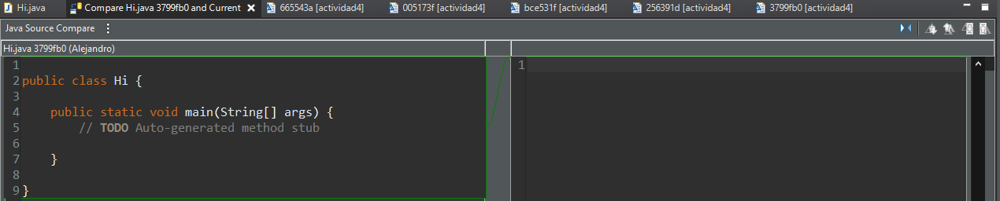 Hi.java Compare Hi.java 3799fb0 and Current 665543a [actividad4] 005173f [actividad4] bce531f [actividad4] 256391d [actividad4] 3799fb0 [actividad4]
Java Source Compare
Hi.java 3799fb0 (Alejandro)
1
2 public class Hi {
3
4 public static void main(String[] args) {
5 // TODO Auto-generated method stub
6
7 }
8
9 }
1